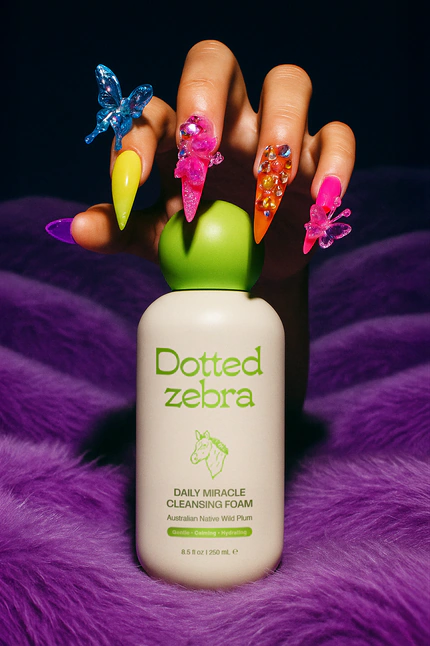 Dotted
zebra
DAILY MIRACLE
CLEANSING FOAM
Australian Native Wild Plum
Gentle • Calming • Hydrating
8.5 fl oz | 250 mL ℮